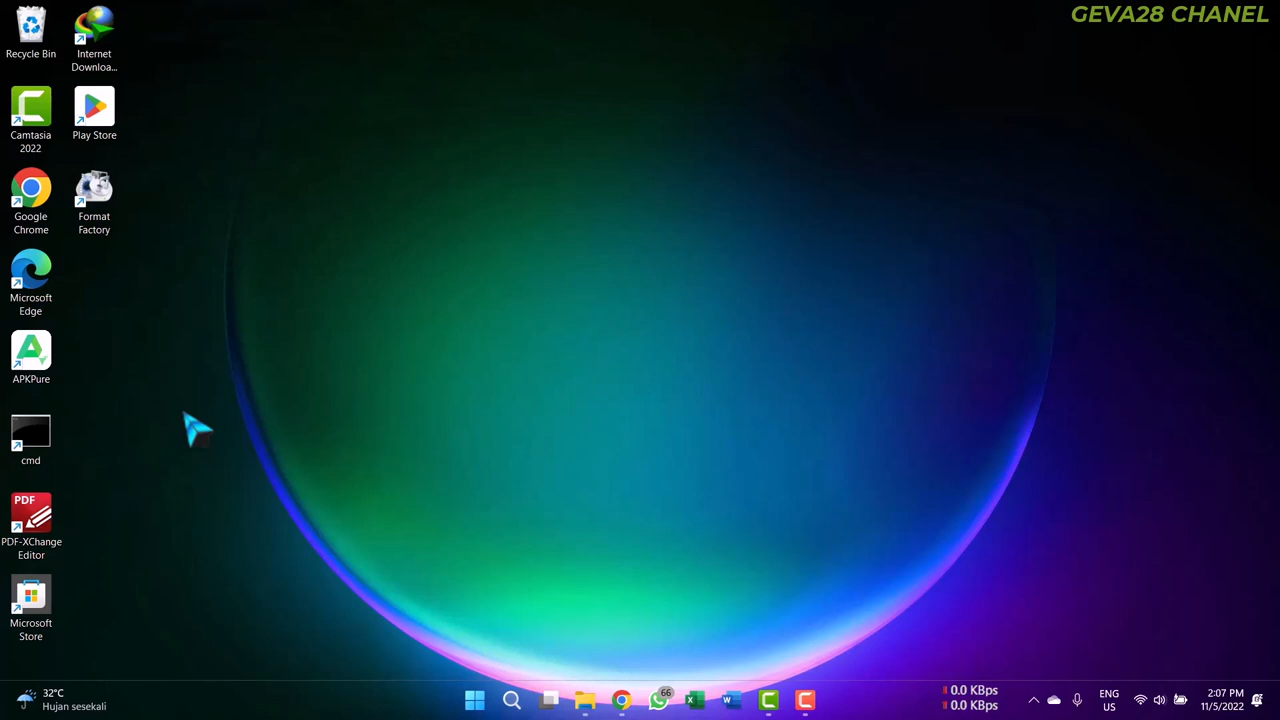 GEVA28 CHANEL
Recycle Bin
Internet
Downloa...
Camtasia
2022
Play Store
Google
Chrome
Format
Factory
Microsoft
Edge
APKPure
cmd
PDF
PDF-XChange
Editor
Microsoft
Store
32°C
Hujan sesekali
66
0.0 KBps
0.0 KBps
ENG
US
2:07 PM
11/5/2022